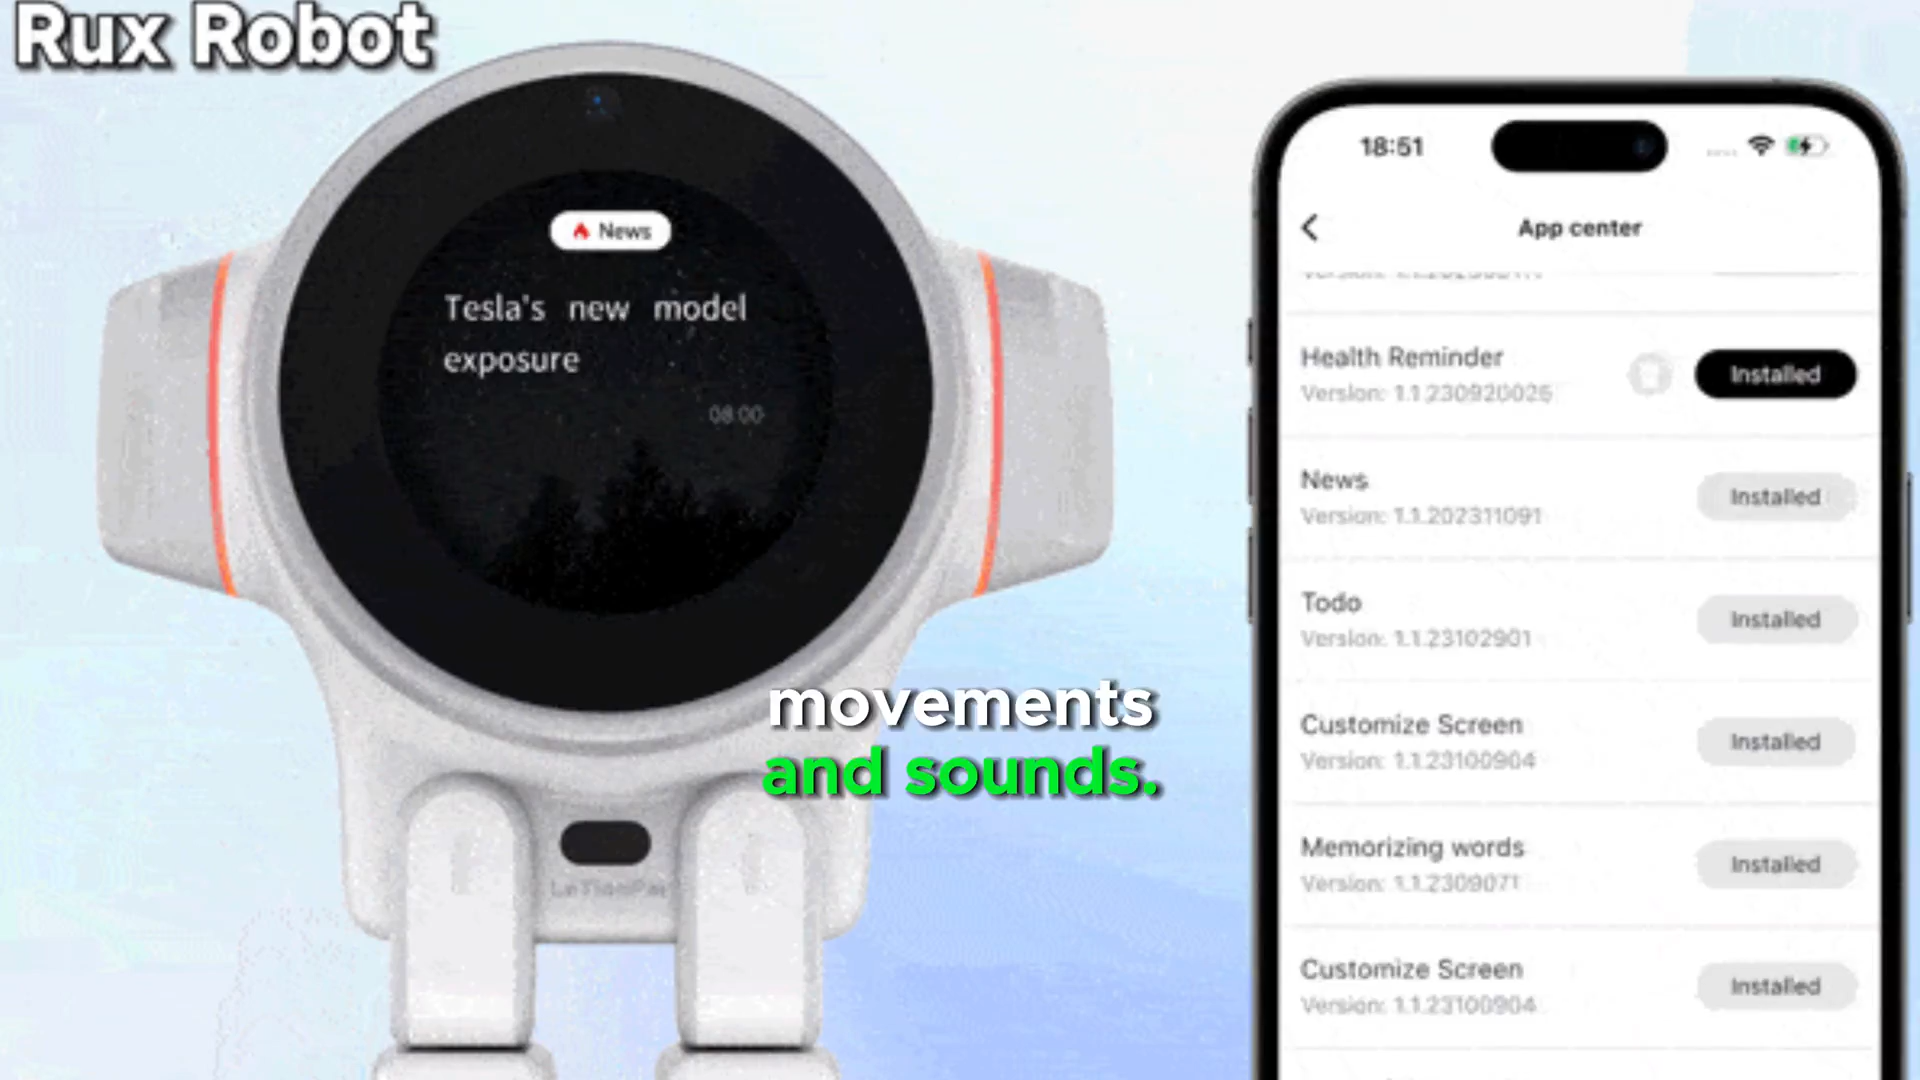 Rux Robot
News
Tesla's new model
exposure
08:00
movements
and sounds.
18:51
App center
Health Reminder
Version: 1.1.230920026
Installed
News
Version: 1.1.202311091
Installed
Todo
Version: 1.1.23102901
Installed
Customize Screen
Version: 1.1.23100904
Installed
Memorizing words
Version: 1.1.2309071
Installed
Customize Screen
Version: 1.1.23100904
Installed